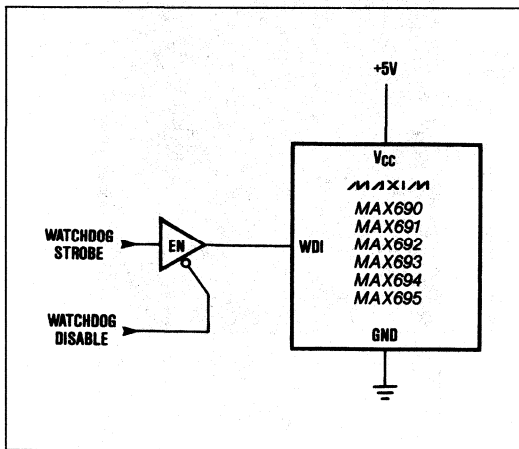 +5V
VCC
MAXIM
MAX690
MAX691
MAX692
MAX693
MAX694
MAX695
WATCHDOG
STROBE
EN
WDI
WATCHDOG
DISABLE
GND